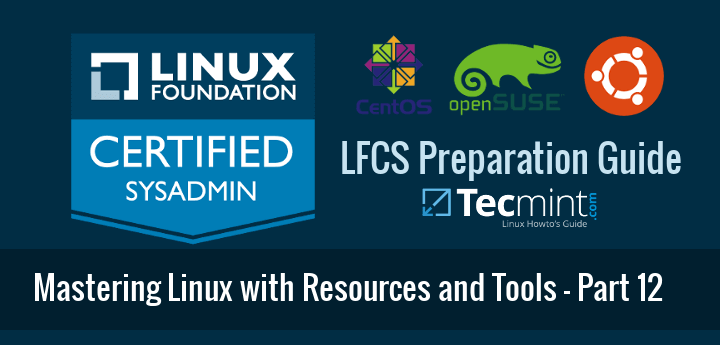 LINUX
FOUNDATION
CERTIFIED
SYSADMIN
CentOS
openSUSE
LFCS Preparation Guide
Tecmint.com
Linux Howto's Guide
Mastering Linux with Resources and Tools - Part 12